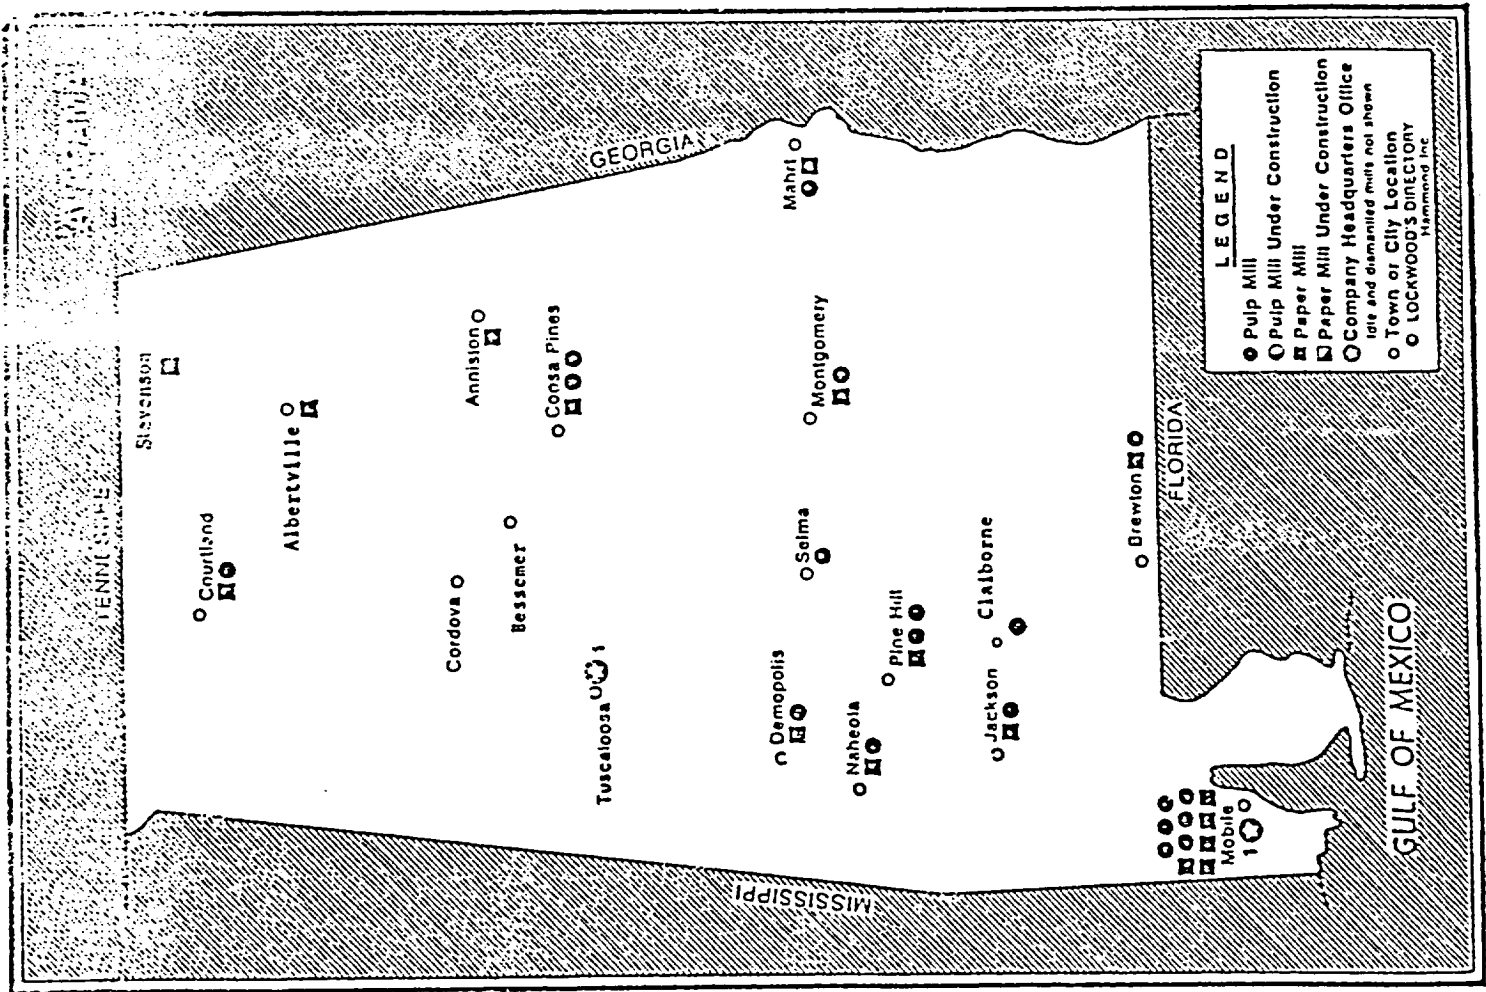 TENNESSEE
GEORGIA
MISSISSIPPI
FLORIDA
GULF OF MEXICO
Stevenson
Courtland
Albertville
Anniston
Cordova
Bessemer
Coosa Pines
Tuscaloosa
1
Mahrt
Montgomery
Selma
Demopolis
Naheola
Pine Hill
Claiborne
Jackson
Brewton
Mobile
1
LEGEND
Pulp Mill
Pulp Mill Under Construction
Paper Mill
Paper Mill Under Construction
Company Headquarters Office
Idle and dismantled mills not shown
Town or City Location
LOCKWOOD'S DIRECTORY
Hammond Inc